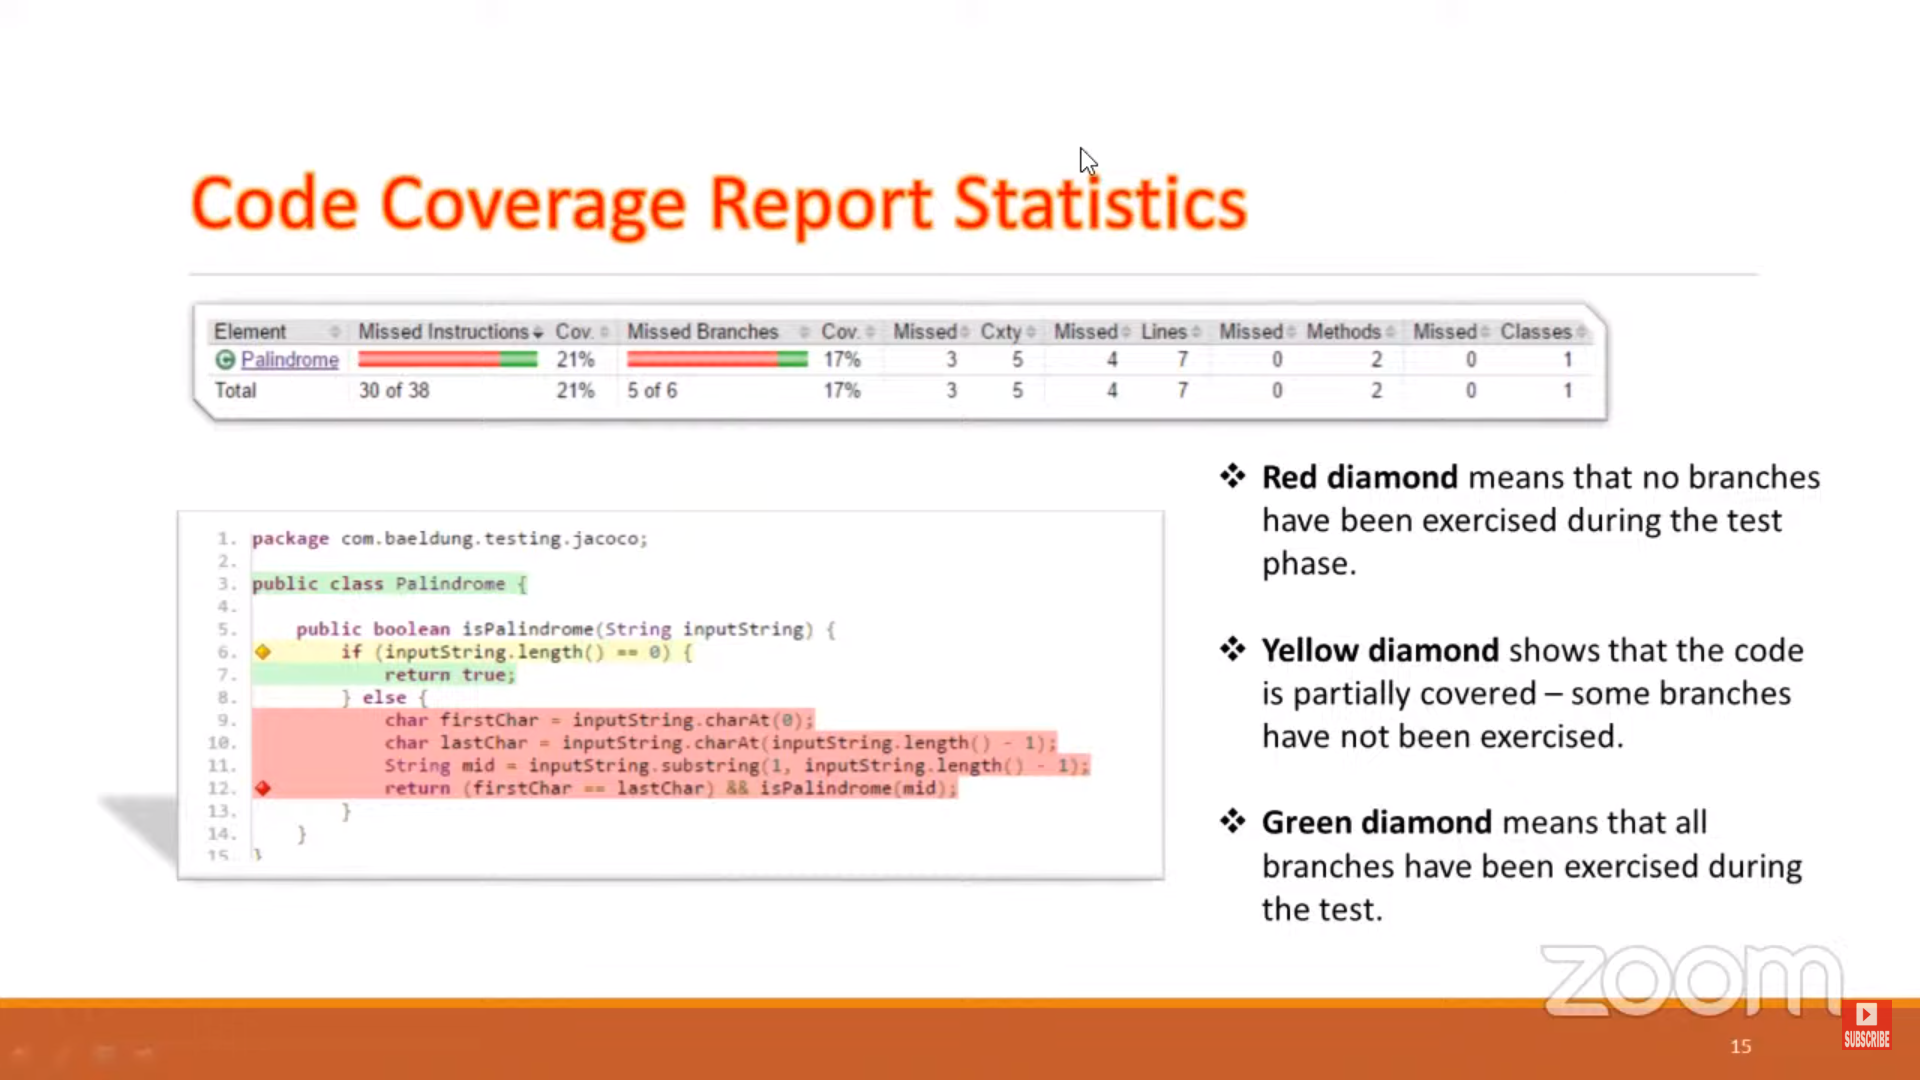 Code Coverage Report Statistics
Element Missed Instructions Cov. Missed Branches Cov. Missed Cxty Missed Lines Missed Methods Missed Classes
Palindrome 21% 17% 3 5 4 7 0 2 0 1
Total 30 of 38 21% 5 of 6 17% 3 5 4 7 0 2 0 1
1. package com.baeldung.testing.jacoco;
2.
3. public class Palindrome {
4.
5. public boolean isPalindrome(String inputString) {
6. if (inputString.length() == 0) {
7. return true;
8. } else {
9. char firstChar = inputString.charAt(0);
10. char lastChar = inputString.charAt(inputString.length() - 1);
11. String mid = inputString.substring(1, inputString.length() - 1);
12. return (firstChar == lastChar) && isPalindrome(mid);
13. }
14. }
15. }
❖ Red diamond means that no branches
have been exercised during the test
phase.
❖ Yellow diamond shows that the code
is partially covered – some branches
have not been exercised.
❖ Green diamond means that all
branches have been exercised during
the test.
zoom
SUBSCRIBE
15